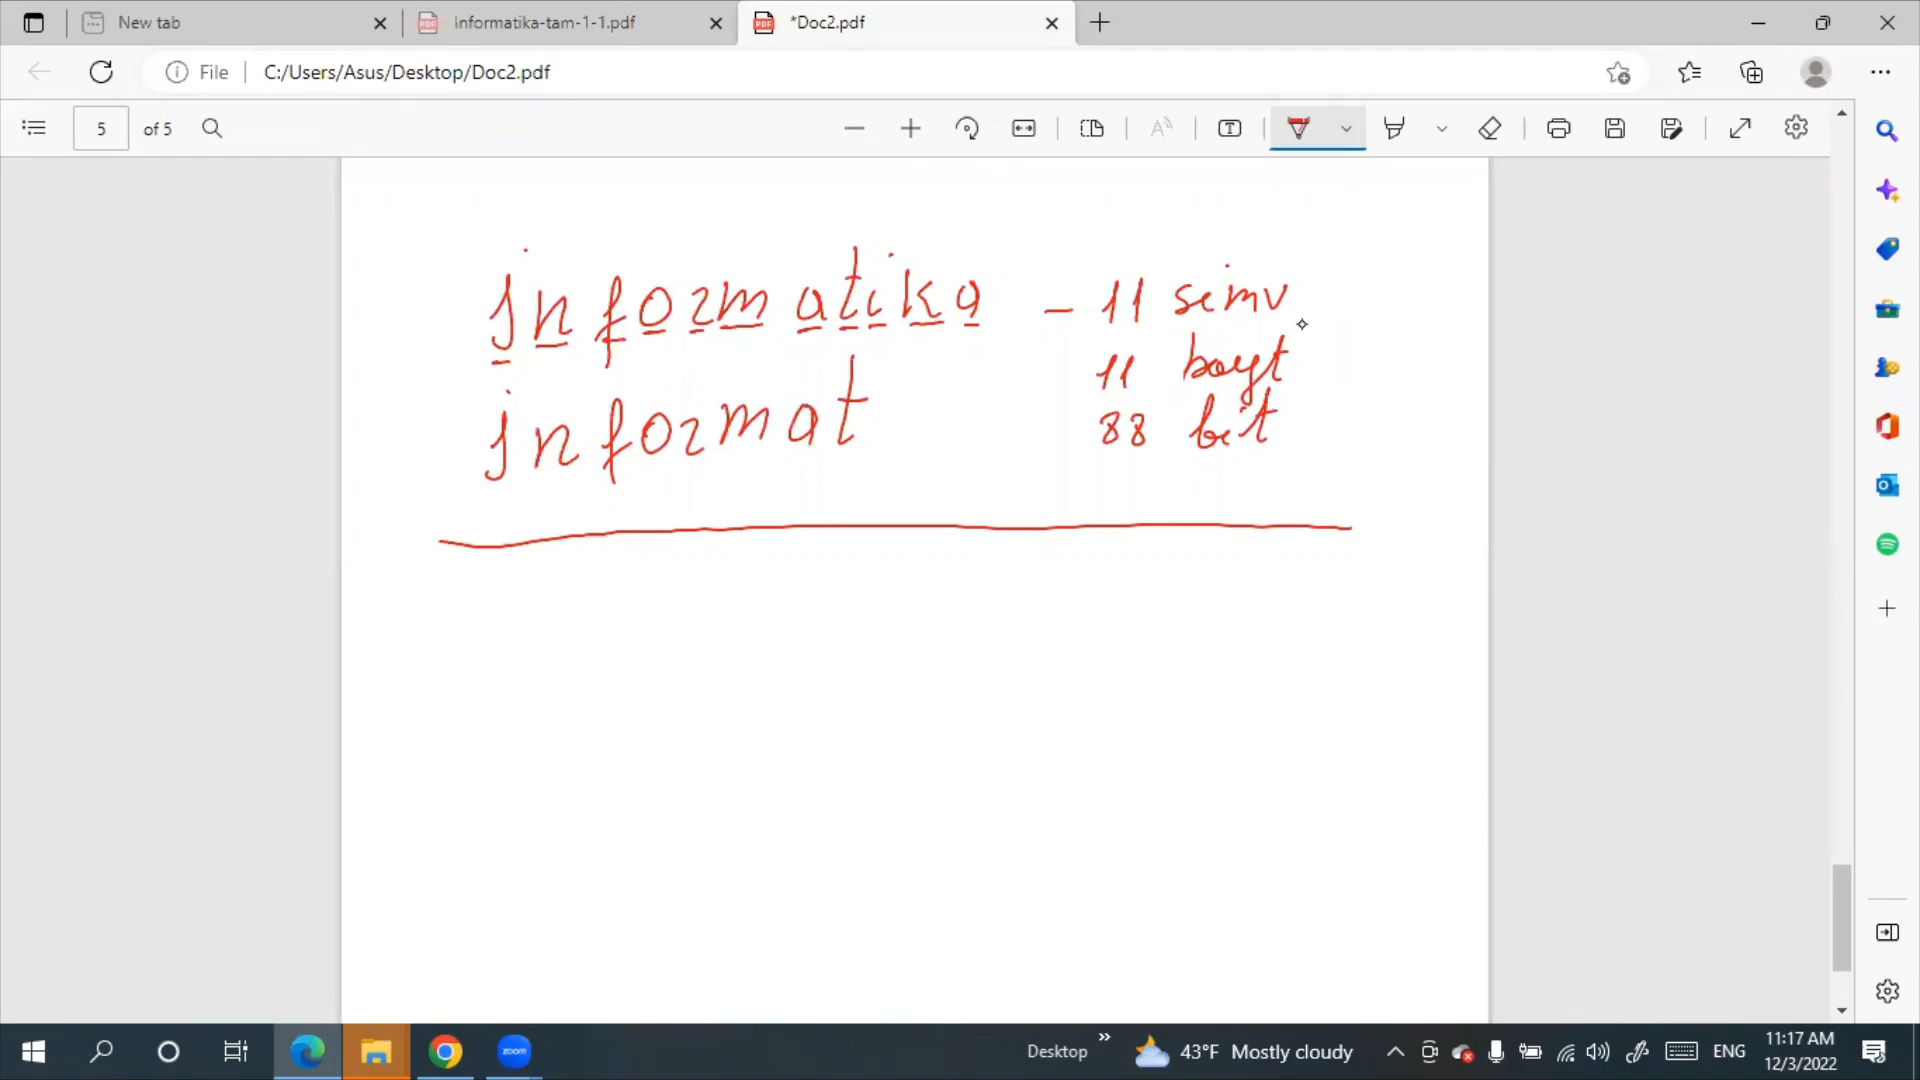 New tab
Informatika-tam-1-1.pdf
*Doc2.pdf
File
C:/Users/Asus/Desktop/Doc2.pdf
5 of 5
informatika - 11 simv
11 bayt
informat
88 bit
zoom
Desktop
43°F Mostly cloudy
ENG
11:17 AM
12/3/2022